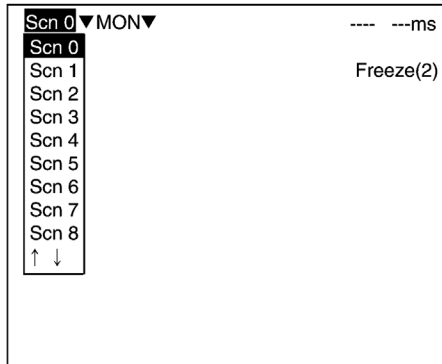 Scn 0 ▼MON▼ ---- ---ms
Scn 0
Scn 1 Freeze(2)
Scn 2
Scn 3
Scn 4
Scn 5
Scn 6
Scn 7
Scn 8
↑ ↓